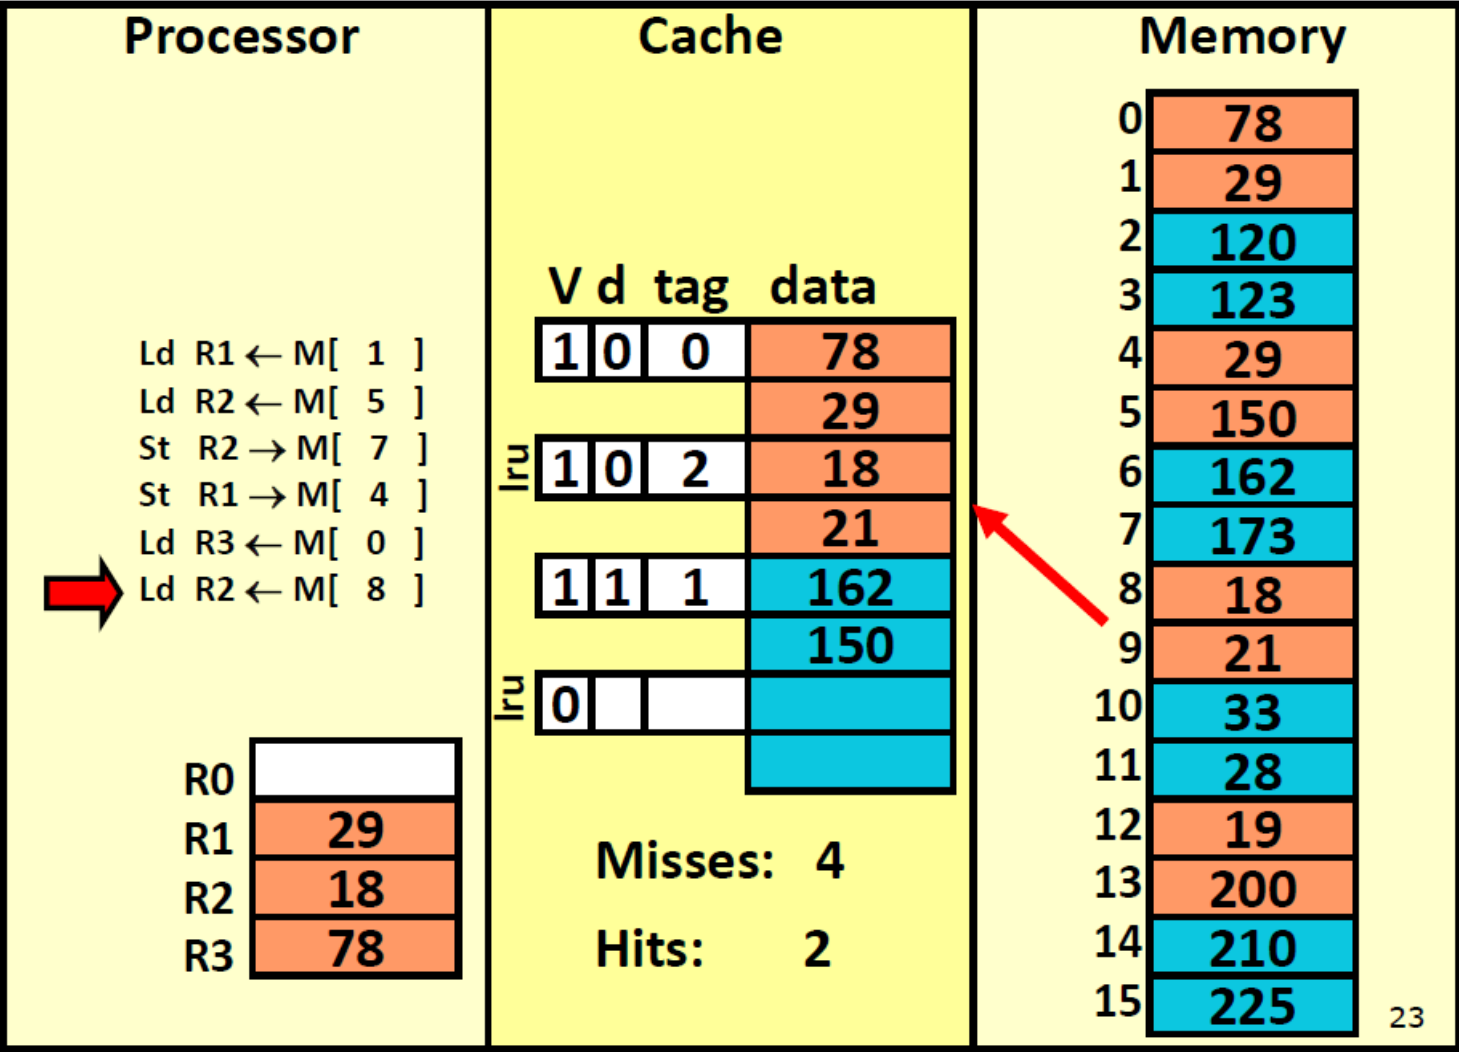 Processor
Ld R1 ← M[ 1 ]
Ld R2 ← M[ 5 ]
St R2 → M[ 7 ]
St R1 → M[ 4 ]
Ld R3 ← M[ 0 ]
Ld R2 ← M[ 8 ]
R0
R1 29
R2 18
R3 78
Cache
V d tag data
1 0 0 78
29
lru 1 0 2 18
21
1 1 1 162
150
lru 0
Misses: 4
Hits: 2
Memory
0 78
1 29
2 120
3 123
4 29
5 150
6 162
7 173
8 18
9 21
10 33
11 28
12 19
13 200
14 210
15 225
23